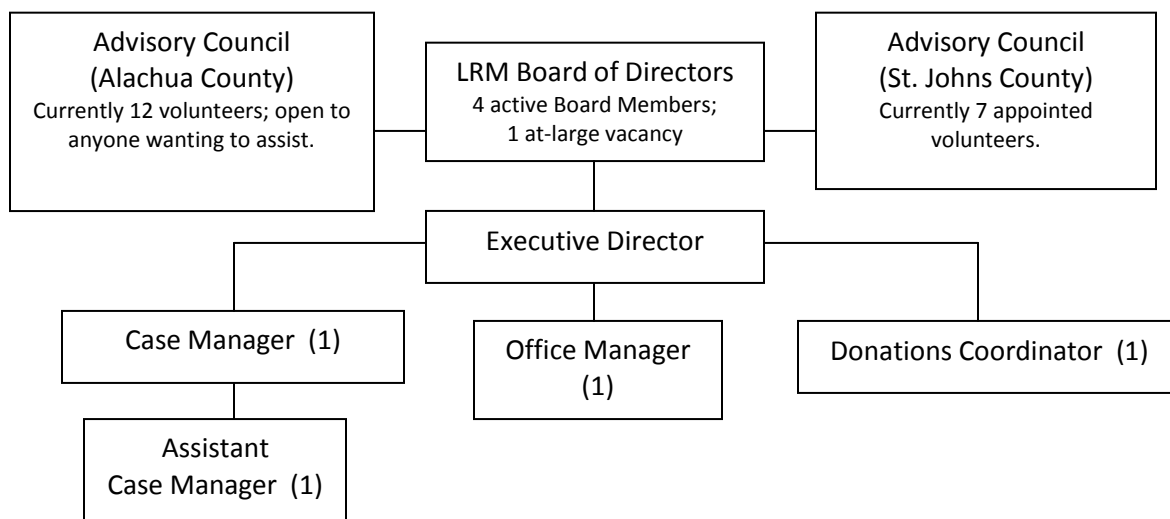 Advisory Council
(Alachua County)
Currently 12 volunteers; open to
anyone wanting to assist.
LRM Board of Directors
4 active Board Members;
1 at-large vacancy
Advisory Council
(St. Johns County)
Currently 7 appointed
volunteers.
Executive Director
Case Manager (1)
Office Manager
(1)
Donations Coordinator (1)
Assistant
Case Manager (1)